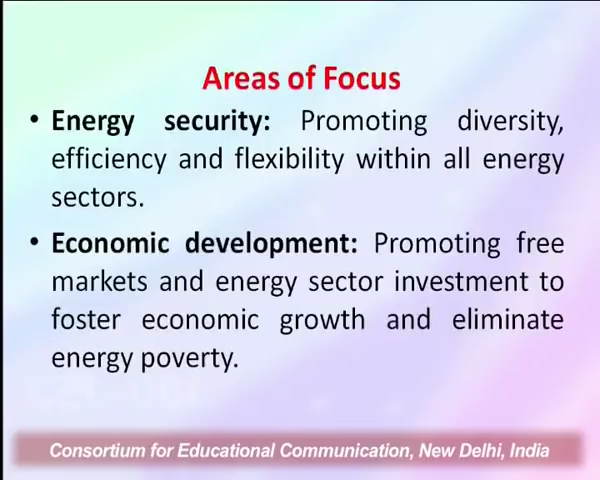 Areas of Focus
• Energy security: Promoting diversity,
efficiency and flexibility within all energy
sectors.
• Economic development: Promoting free
markets and energy sector investment to
foster economic growth and eliminate
energy poverty.
Consortium for Educational Communication, New Delhi, India